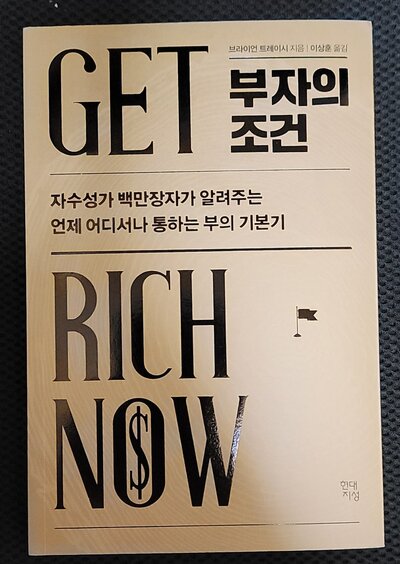 GET
브라이언 트레이시 지음 | 이상훈 옮김
부자의
조건
자수성가 백만장자가 알려주는
언제 어디서나 통하는 부의 기본기
RICH
NOW
현대
지성